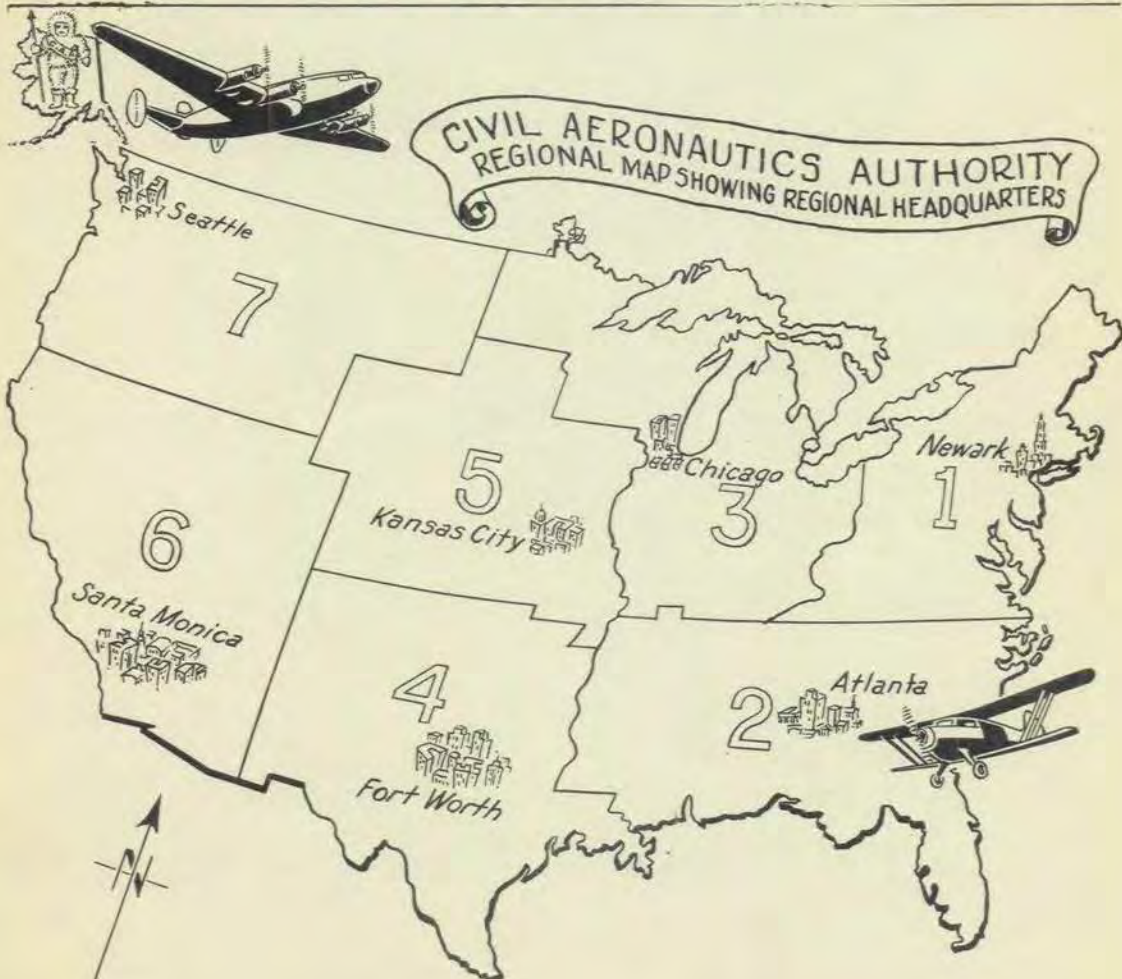 CIVIL AERONAUTICS AUTHORITY
REGIONAL MAP SHOWING REGIONAL HEADQUARTERS
Seattle
7
Newark
1
Chicago
3
5
Kansas City
6
Santa Monica
4
Fort Worth
2
Atlanta
N